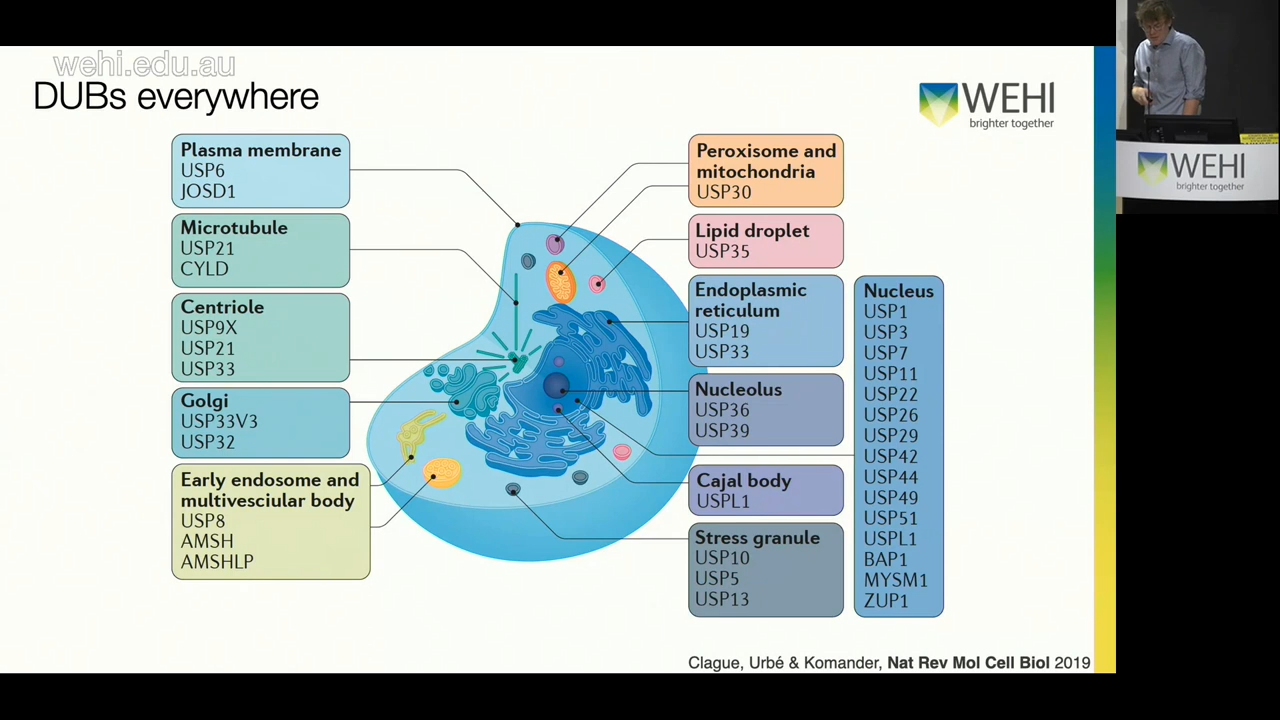 wehi.edu.au
DUBs everywhere
WEHI
brighter together
Plasma membrane
USP6
JOSD1
Microtubule
USP21
CYLD
Centriole
USP9X
USP21
USP33
Golgi
USP33V3
USP32
Early endosome and
multivesciular body
USP8
AMSH
AMSHLP
Peroxisome and
mitochondria
USP30
Lipid droplet
USP35
Endoplasmic
reticulum
USP19
USP33
Nucleolus
USP36
USP39
Cajal body
USPL1
Stress granule
USP10
USP5
USP13
Nucleus
USP1
USP3
USP7
USP11
USP22
USP26
USP29
USP42
USP44
USP49
USP51
USPL1
BAP1
MYSM1
ZUP1
Clague, Urbé & Komander, Nat Rev Mol Cell Biol 2019
WEHI
brighter together